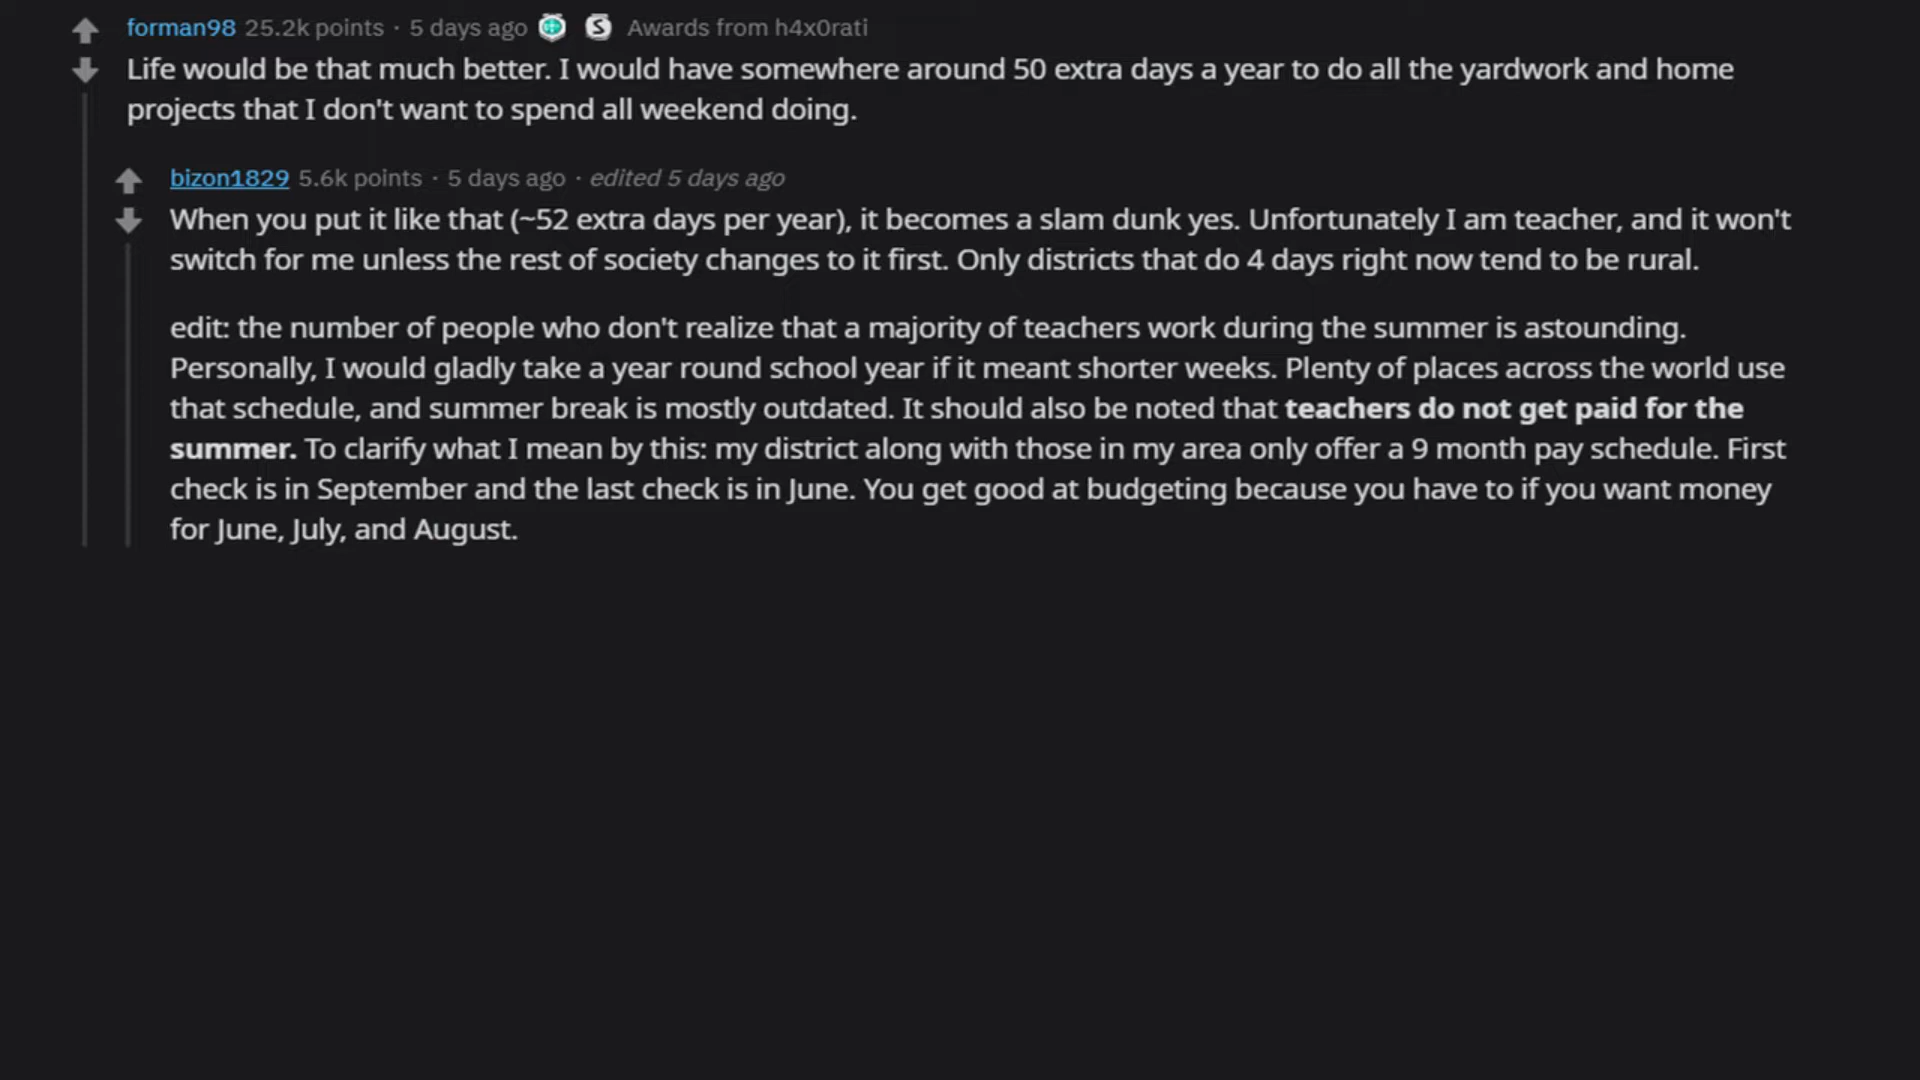 forman98 25.2k points · 5 days ago S Awards from h4x0rati
Life would be that much better. I would have somewhere around 50 extra days a year to do all the yardwork and home
projects that I don't want to spend all weekend doing.
bizon1829 5.6k points · 5 days ago · edited 5 days ago
When you put it like that (~52 extra days per year), it becomes a slam dunk yes. Unfortunately I am teacher, and it won't
switch for me unless the rest of society changes to it first. Only districts that do 4 days right now tend to be rural.
edit: the number of people who don't realize that a majority of teachers work during the summer is astounding.
Personally, I would gladly take a year round school year if it meant shorter weeks. Plenty of places across the world use
that schedule, and summer break is mostly outdated. It should also be noted that teachers do not get paid for the
summer. To clarify what I mean by this: my district along with those in my area only offer a 9 month pay schedule. First
check is in September and the last check is in June. You get good at budgeting because you have to if you want money
for June, July, and August.